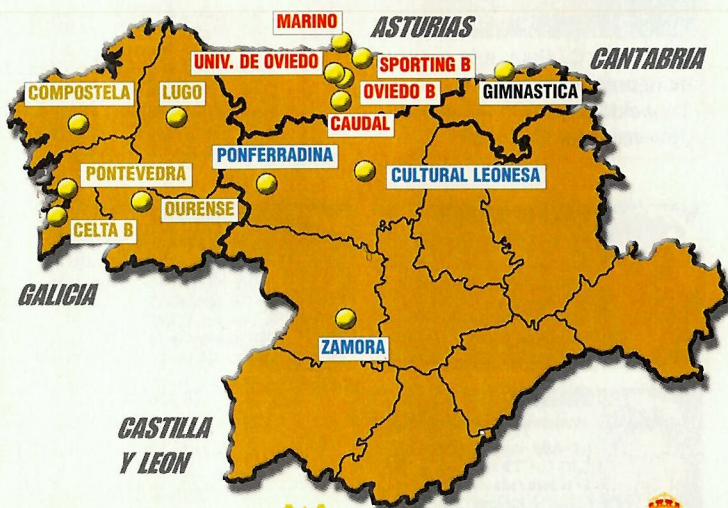 MARINO
ASTURIAS
UNIV. DE OVIEDO
SPORTING B
CANTABRIA
COMPOSTELA
LUGO
OVIEDO B
GIMNASTICA
CAUDAL
PONFERRADINA
CULTURAL LEONESA
PONTEVEDRA
OURENSE
CELTA B
GALICIA
ZAMORA
CASTILLA
Y LEON